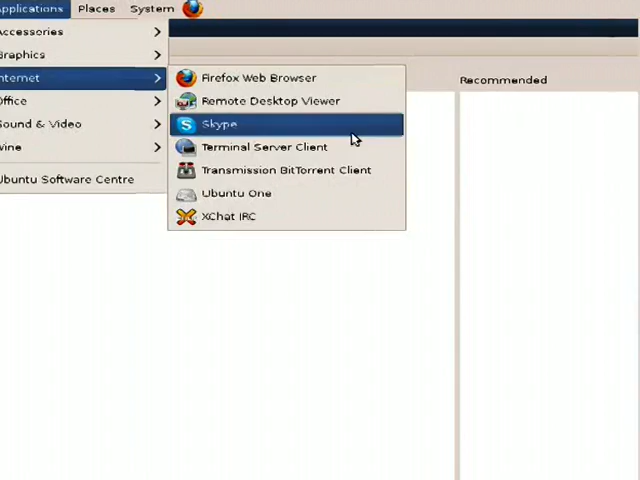 Applications Places System
Accessories
Graphics
Internet
Office
Sound & Video
Wine
Ubuntu Software Centre
Firefox Web Browser
Remote Desktop Viewer
Skype
Terminal Server Client
Transmission BitTorrent Client
Ubuntu One
XChat IRC
Recommended